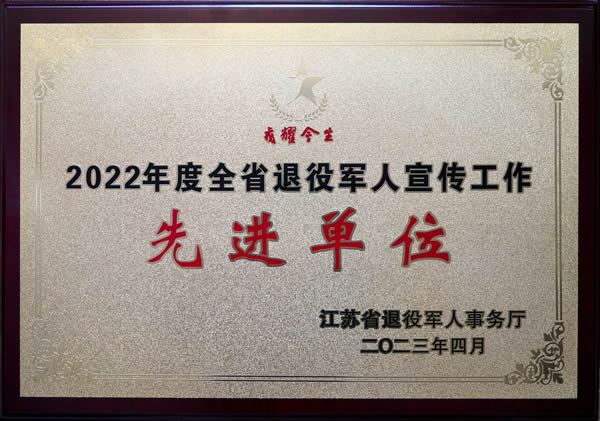 戎耀今生
2022年度全省退役军人宣传工作
先进单位
江苏省退役军人事务厅
二〇二三年四月